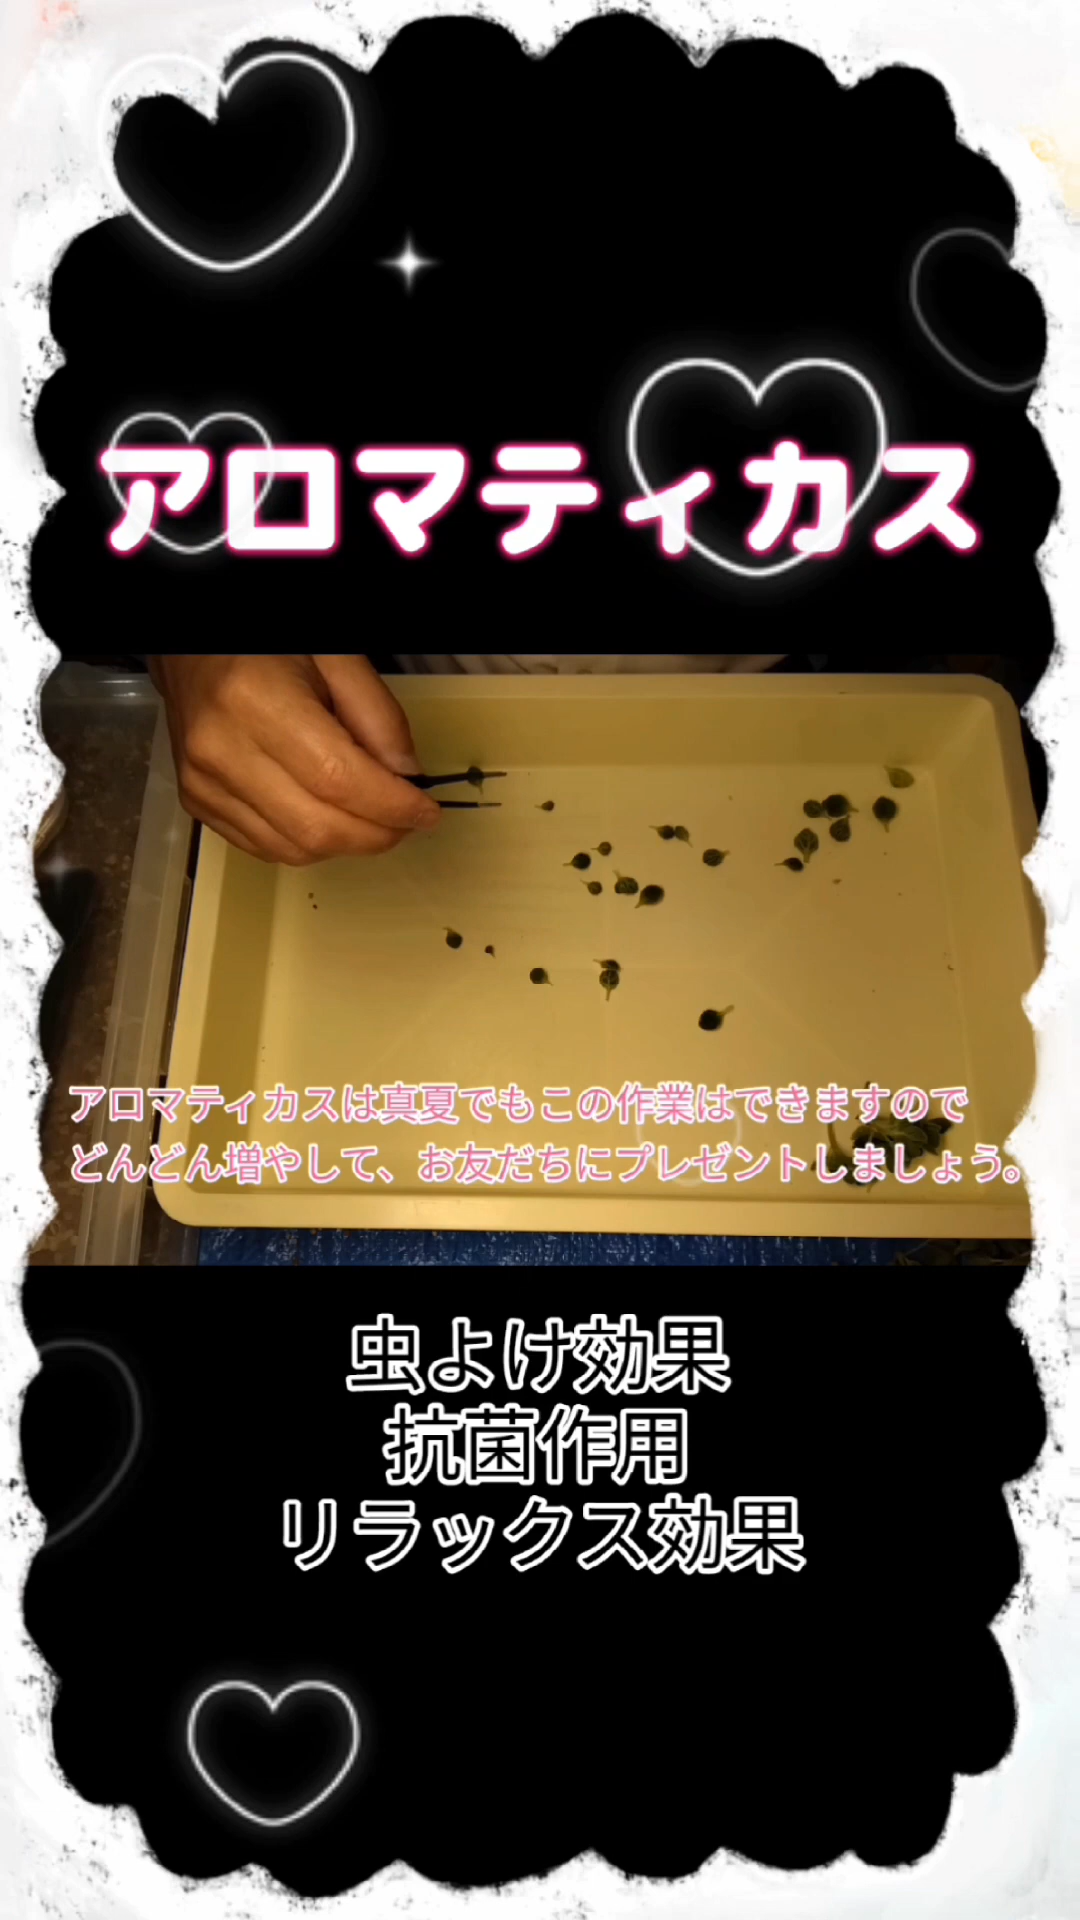 アロマティカス
アロマティカスは真夏でもこの作業はできますので
どんどん増やして、お友だちにプレゼントしましょう。
虫よけ効果
抗菌作用
リラックス効果